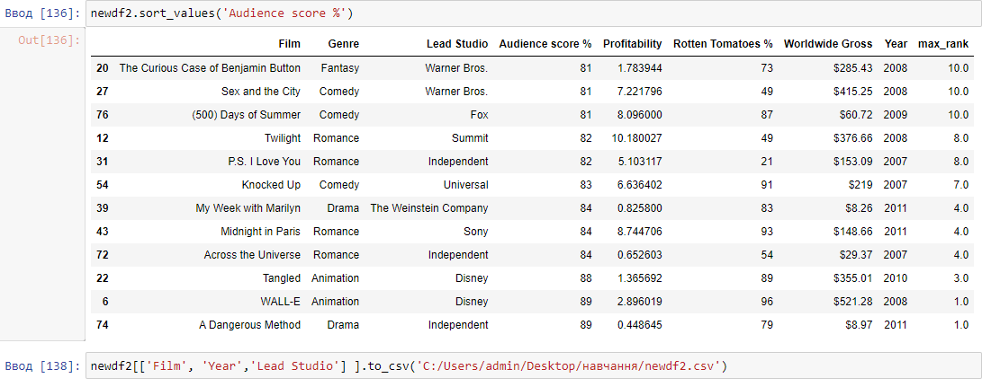 Ввод [136]: newdf2.sort_values('Audience score %')
Out[136]:
Film Genre Lead Studio Audience score % Profitability Rotten Tomatoes % Worldwide Gross Year max_rank
20 The Curious Case of Benjamin Button Fantasy Warner Bros. 81 1.783944 73 $285.43 2008 10.0
27 Sex and the City Comedy Warner Bros. 81 7.221796 49 $415.25 2008 10.0
76 (500) Days of Summer Comedy Fox 81 8.096000 87 $60.72 2009 10.0
12 Twilight Romance Summit 82 10.180027 49 $376.66 2008 8.0
31 P.S. I Love You Romance Independent 82 5.103117 21 $153.09 2007 8.0
54 Knocked Up Comedy Universal 83 6.636402 91 $219 2007 7.0
39 My Week with Marilyn Drama The Weinstein Company 84 0.825800 83 $8.26 2011 4.0
43 Midnight in Paris Romance Sony 84 8.744706 93 $148.66 2011 4.0
72 Across the Universe Romance Independent 84 0.652603 54 $29.37 2007 4.0
22 Tangled Animation Disney 88 1.365692 89 $355.01 2010 3.0
6 WALL-E Animation Disney 89 2.896019 96 $521.28 2008 1.0
74 A Dangerous Method Drama Independent 89 0.448645 79 $8.97 2011 1.0
Ввод [138]: newdf2[['Film', 'Year','Lead Studio'] ].to_csv('C:/Users/admin/Desktop/навчання/newdf2.csv')